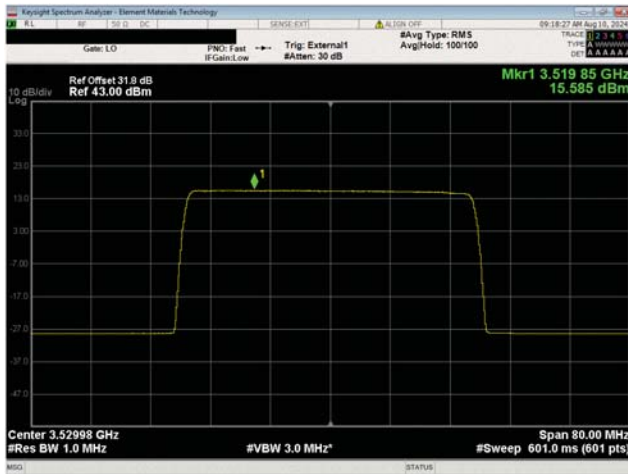 Keysight Spectrum Analyzer - Element Materials Technology
RL RF 50 Ω DC SENSE:EXT ALIGN OFF 09:18:27 AM Aug 10, 2024
Gate: LO PNO: Fast Trig: External1 #Avg Type: RMS TRACE 1 2 3 4 5 6
IFGain:Low #Atten: 30 dB Avg|Hold: 100/100 TYPE A WWWWW
DET A A A A A A
Mkr1 3.519 85 GHz
15.585 dBm
Ref Offset 31.8 dB
10 dB/div Ref 43.00 dBm
Log
33.0
23.0
13.0
3.00
-7.00
-17.0
-27.0
-37.0
-47.0
1
Center 3.52998 GHz Span 80.00 MHz
#Res BW 1.0 MHz #VBW 3.0 MHz* #Sweep 601.0 ms (601 pts)
MSG STATUS